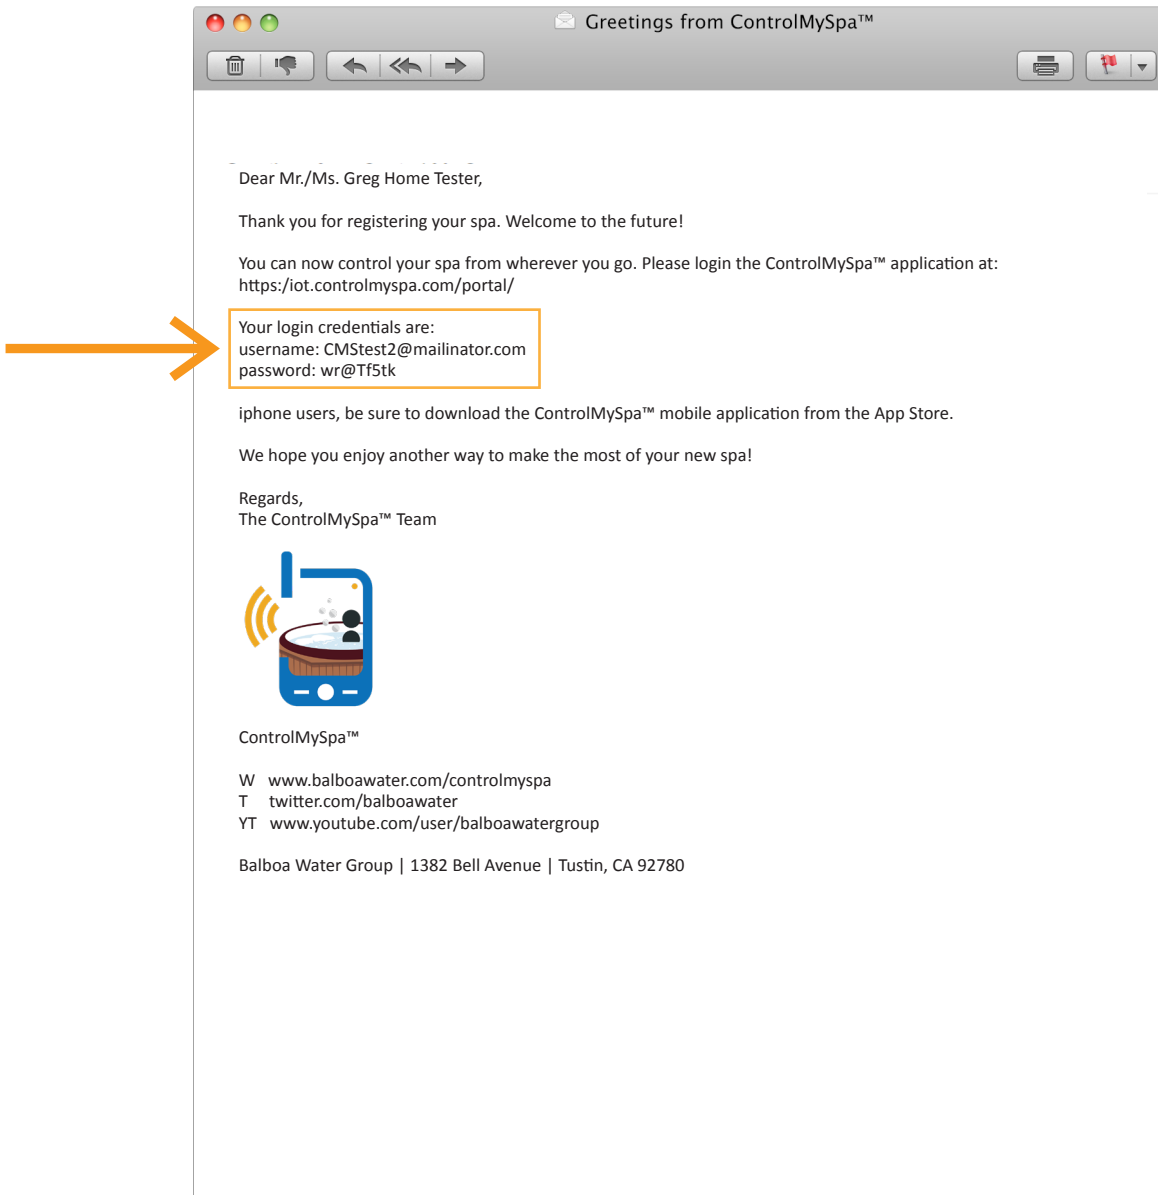 Greetings from ControlMySpa™
Dear Mr./Ms. Greg Home Tester,
Thank you for registering your spa. Welcome to the future!
You can now control your spa from wherever you go. Please login the ControlMySpa™ application at:
https:/iot.controlmyspa.com/portal/
Your login credentials are:
username: CMStest2@mailinator.com
password: wr@Tf5tk
iphone users, be sure to download the ControlMySpa™ mobile application from the App Store.
We hope you enjoy another way to make the most of your new spa!
Regards,
The ControlMySpa™ Team
ControlMySpa™
W www.balboawater.com/controlmyspa
T twitter.com/balboawater
YT www.youtube.com/user/balboawatergroup
Balboa Water Group | 1382 Bell Avenue | Tustin, CA 92780